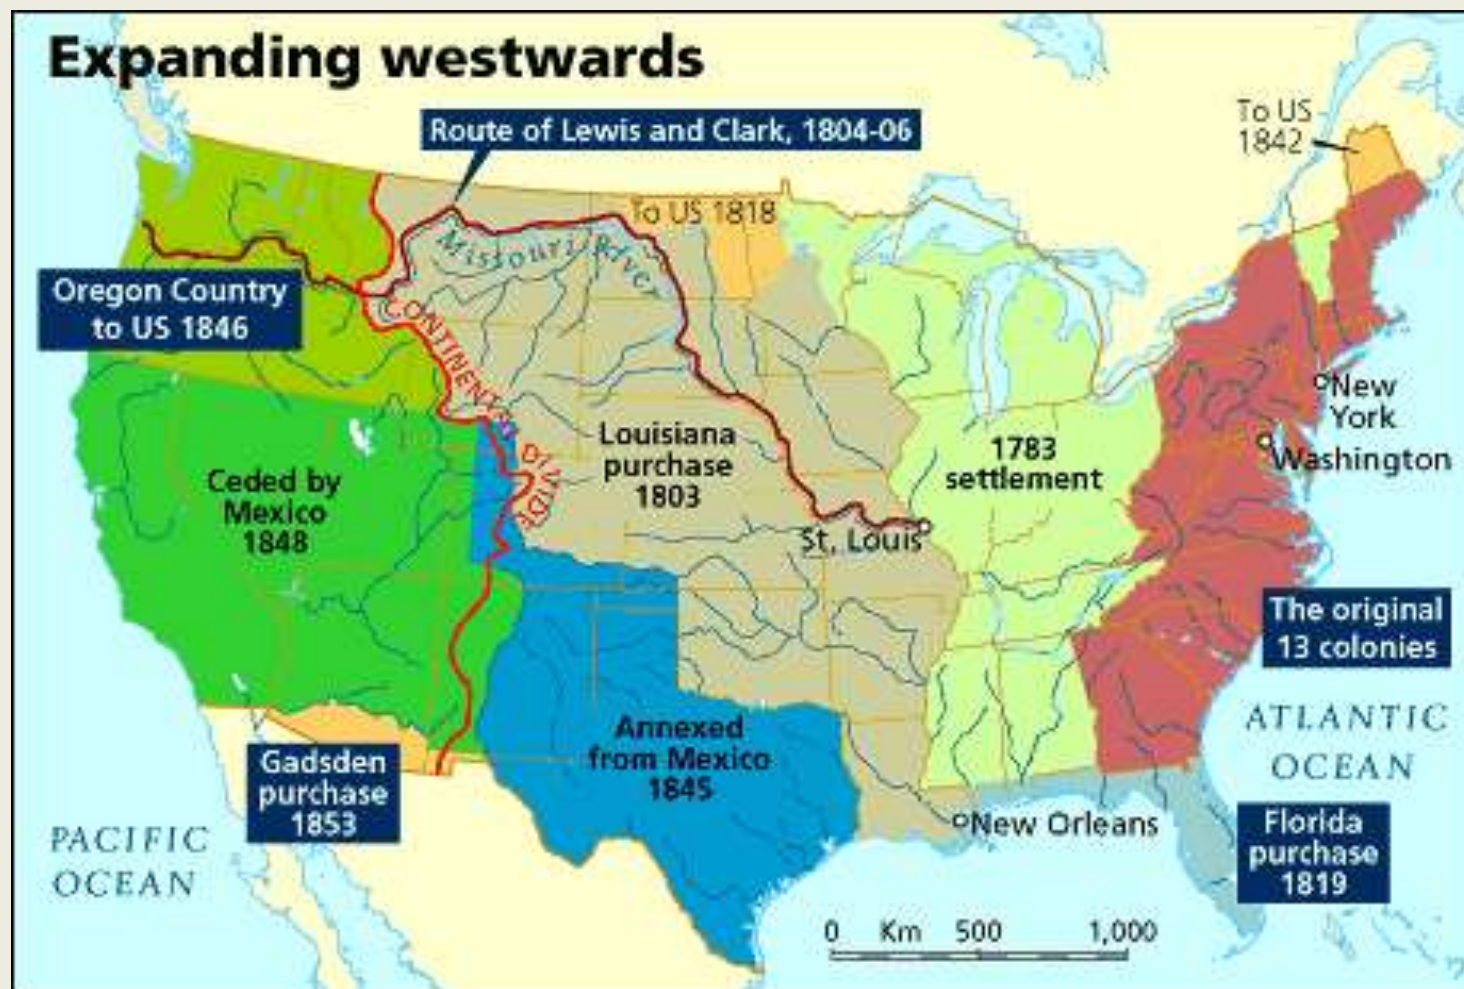 Expanding westwards
Route of Lewis and Clark, 1804-06
To US
1842
To US 1818
Missouri River
Oregon Country
to US 1846
CONTINENTAL DIVIDE
New
York
Washington
Louisiana
purchase
1803
1783
settlement
Ceded by
Mexico
1848
St. Louis
The original
13 colonies
Annexed
from Mexico
1845
ATLANTIC
OCEAN
Gadsden
purchase
1853
New Orleans
Florida
purchase
1819
PACIFIC
OCEAN
0 Km 500 1,000